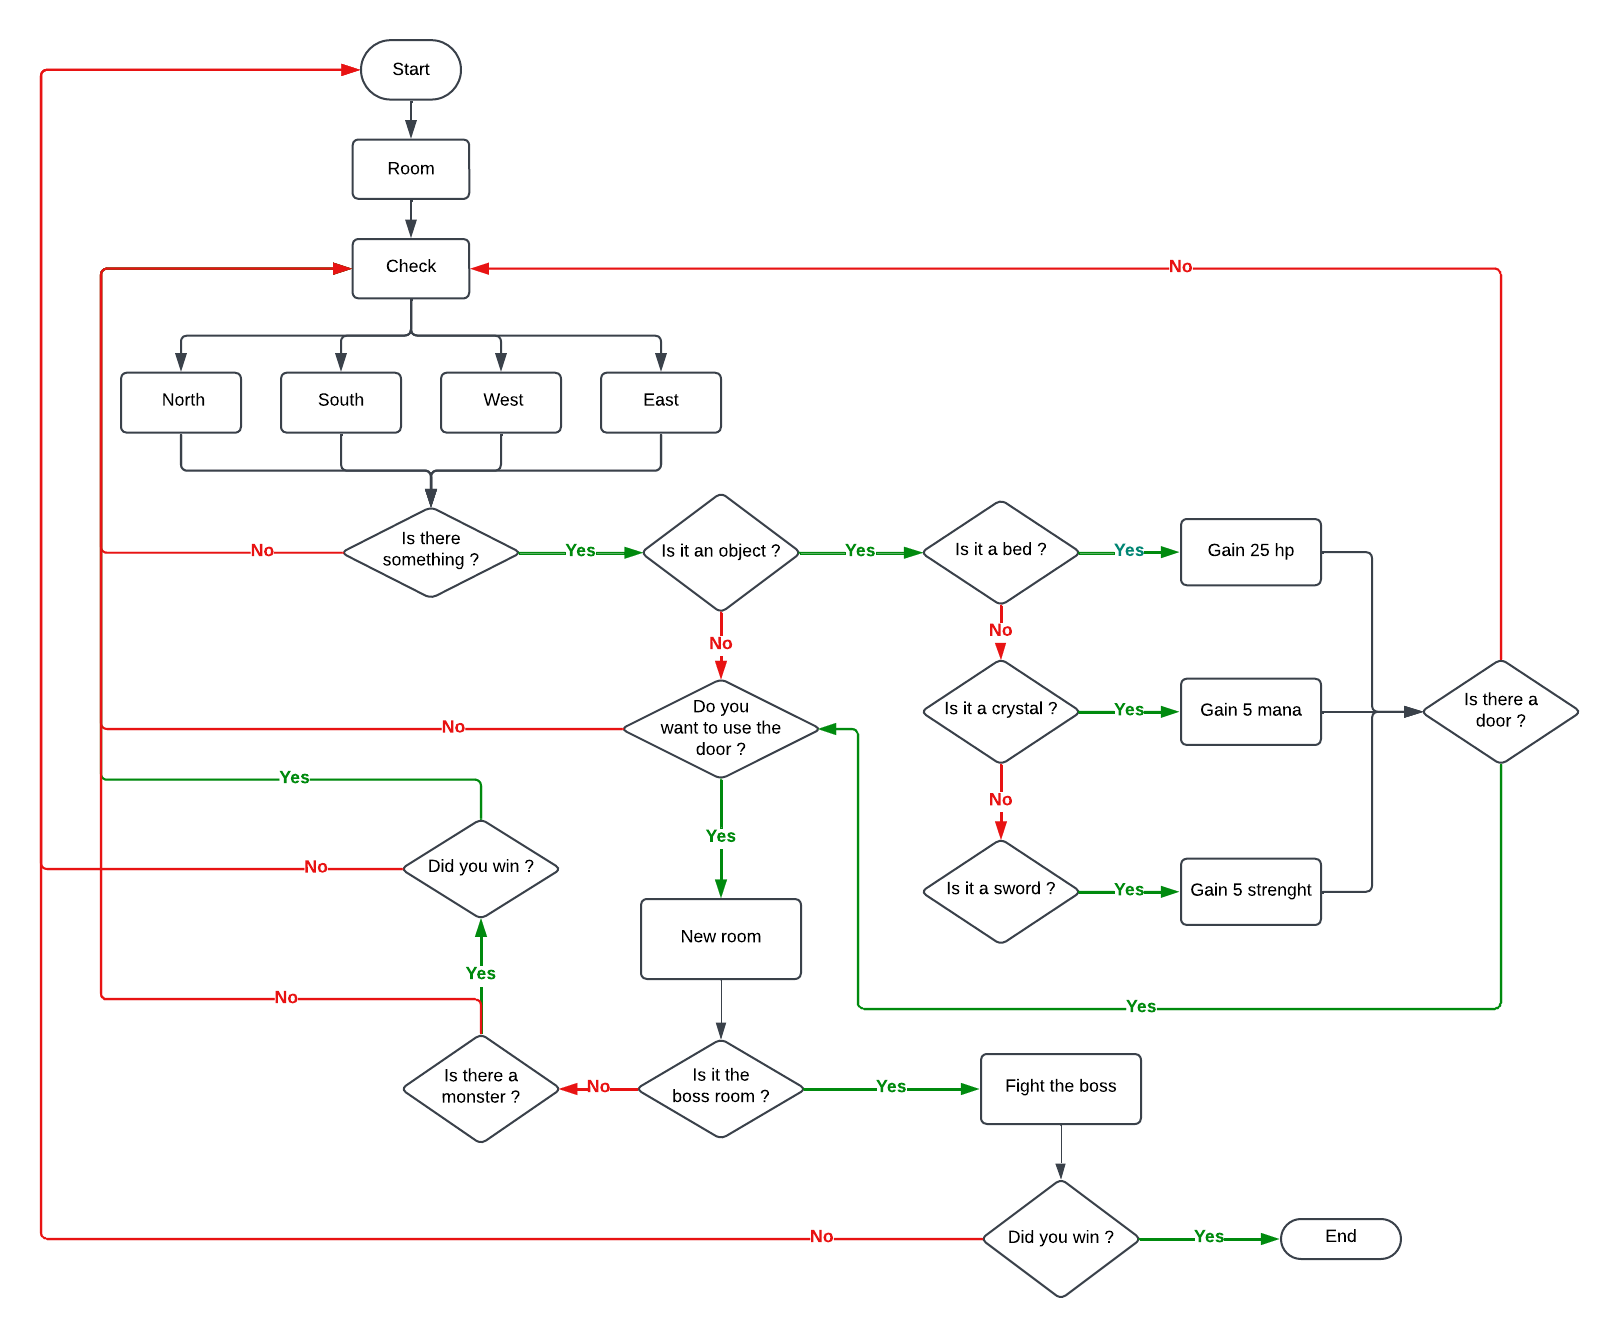 Start
Room
Check
No
North
South
West
East
Is there
something ?
No
Yes
Is it an object ?
Yes
Is it a bed ?
Yes
Gain 25 hp
No
No
Is it a crystal ?
Yes
Gain 5 mana
Is there a
door ?
Do you
want to use the
door ?
No
Yes
No
Yes
Did you win ?
No
Is it a sword ?
Yes
Gain 5 strenght
New room
Yes
No
Yes
Is there a
monster ?
No
Is it the
boss room ?
Yes
Fight the boss
No
Did you win ?
Yes
End